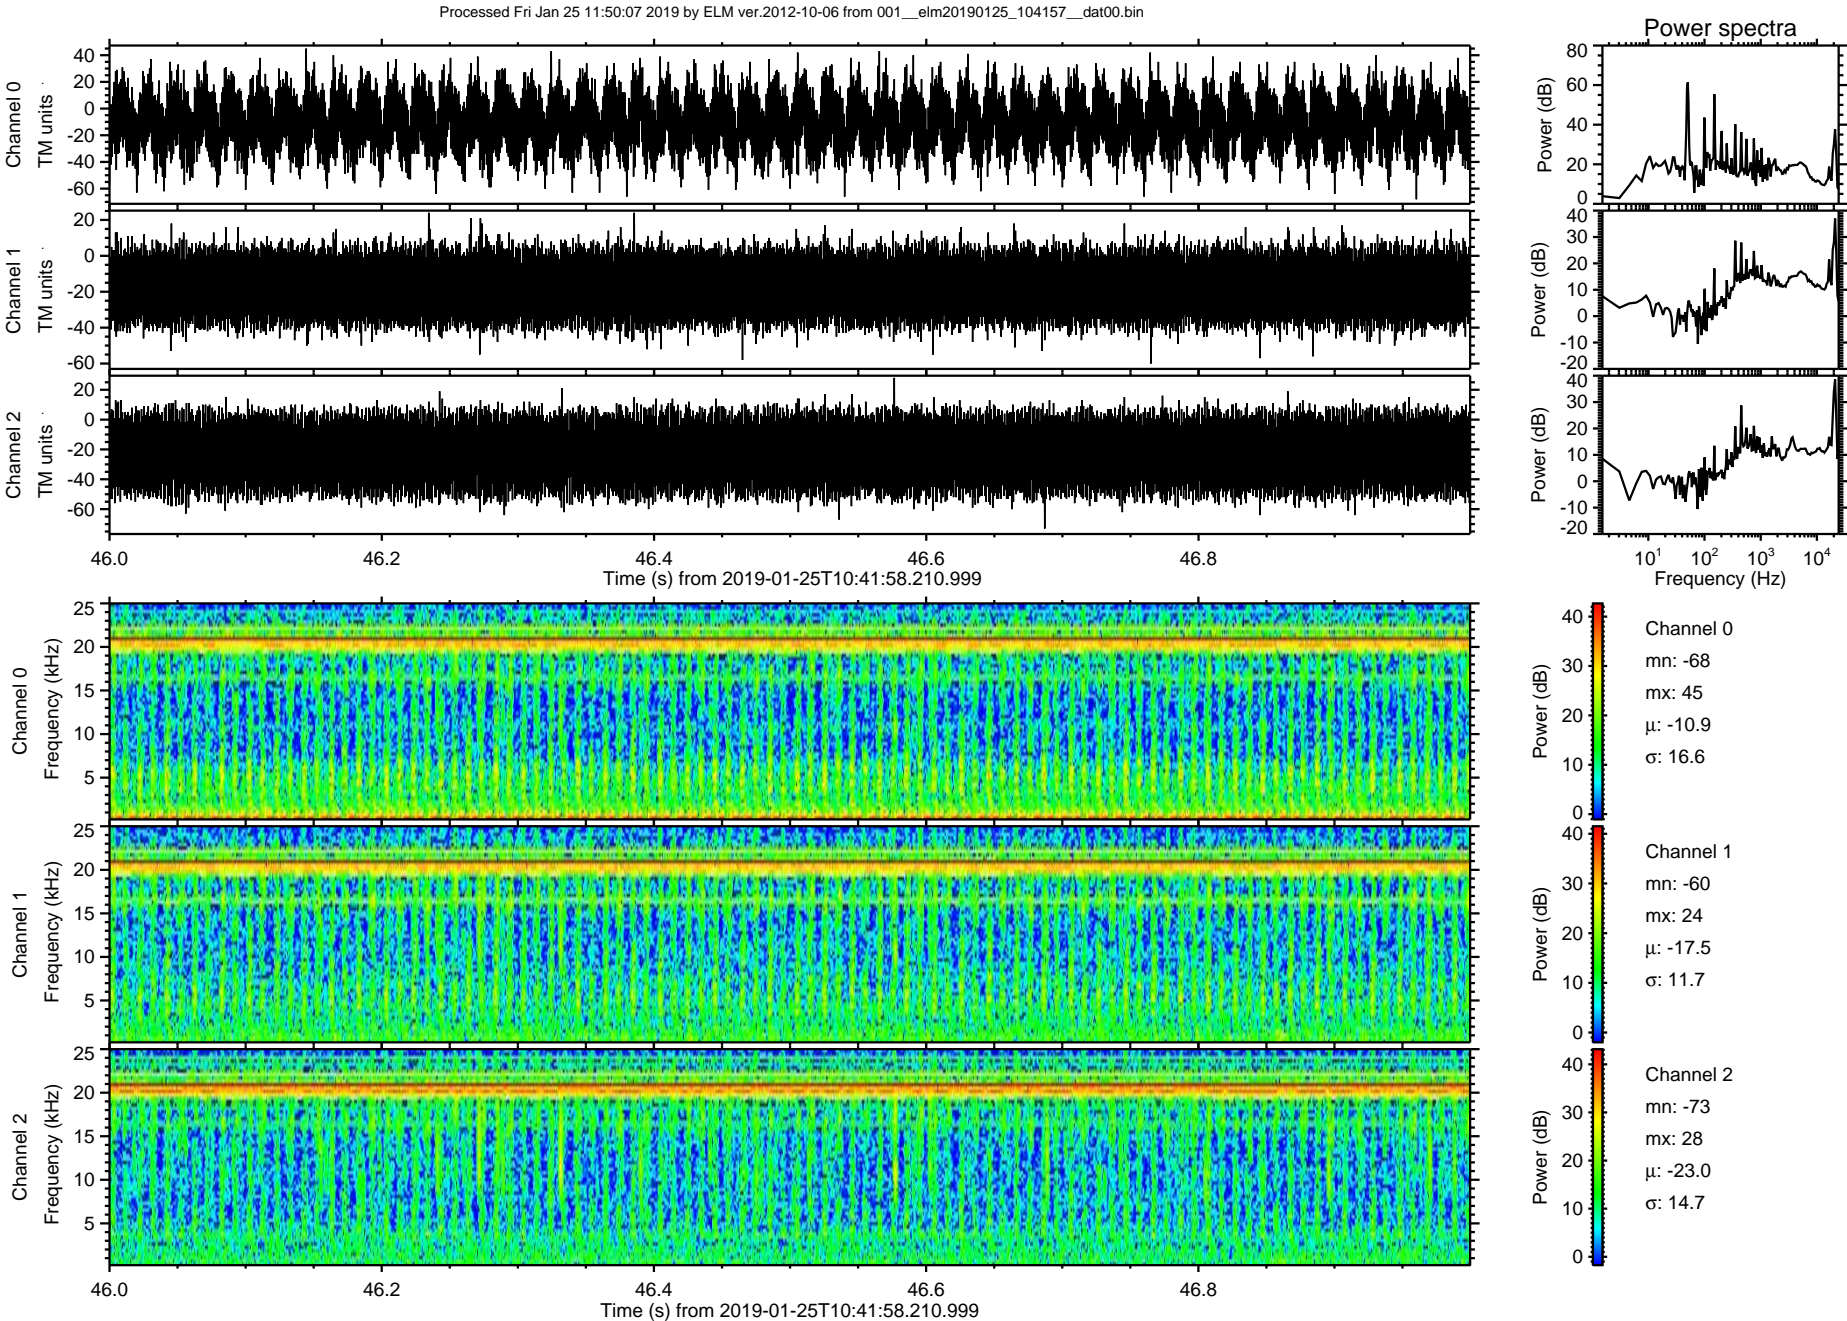 Processed Fri Jan 25 11:50:07 2019 by ELM ver.2012-10-06 from 001__elm20190125_104157__dat00.bin
Power spectra
Channel 0
TM units
40
20
0
-20
-40
-60
Power (dB)
80
60
40
20
0
Channel 1
TM units
20
0
-20
-40
-60
Power (dB)
40
30
20
10
0
-10
-20
Channel 2
TM units
20
0
-20
-40
-60
Power (dB)
40
30
20
10
0
-10
-20
46.0 46.2 46.4 46.6 46.8
Time (s) from 2019-01-25T10:41:58.210.999
10¹ 10² 10³ 10⁴
Frequency (Hz)
Channel 0
Frequency (kHz)
25
20
15
10
5
Power (dB)
40
30
20
10
0
Channel 0
mn: -68
mx: 45
μ: -10.9
σ: 16.6
Channel 1
Frequency (kHz)
25
20
15
10
5
Power (dB)
40
30
20
10
0
Channel 1
mn: -60
mx: 24
μ: -17.5
σ: 11.7
Channel 2
Frequency (kHz)
25
20
15
10
5
Power (dB)
40
30
20
10
0
Channel 2
mn: -73
mx: 28
μ: -23.0
σ: 14.7
46.0 46.2 46.4 46.6 46.8
Time (s) from 2019-01-25T10:41:58.210.999